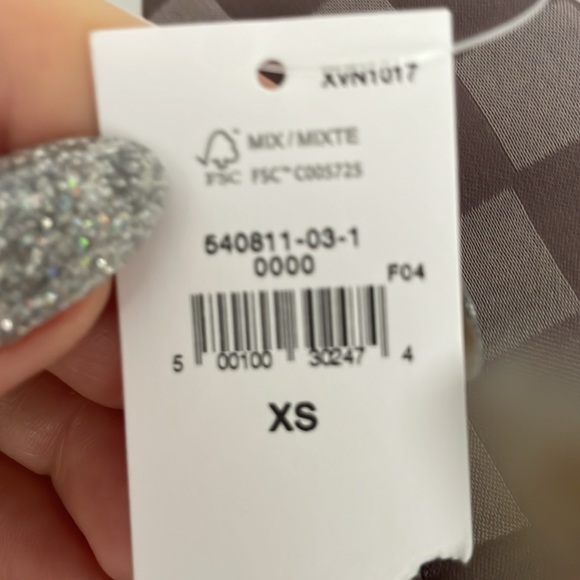 XVN1017
MIX / MIXTE
FSC FSC™ C005725
540811-03-1
0000
F04
5 00100 30247 4
XS